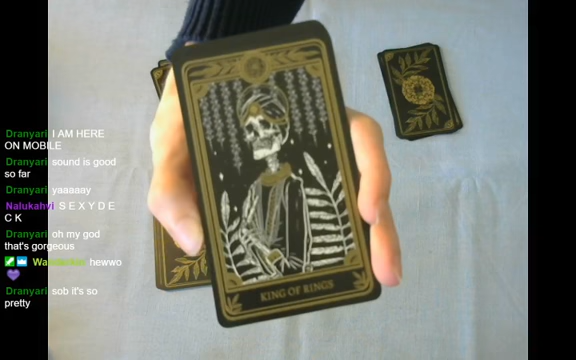 Dranyari I AM HERE
ON MOBILE
Dranyari sound is good
so far
Dranyari yaaaaay
Nalukahvi S E X Y D E
C K
Dranyari oh my god
that's gorgeous
hewwo
💜
Dranyari sob it's so
pretty
KING OF RINGS